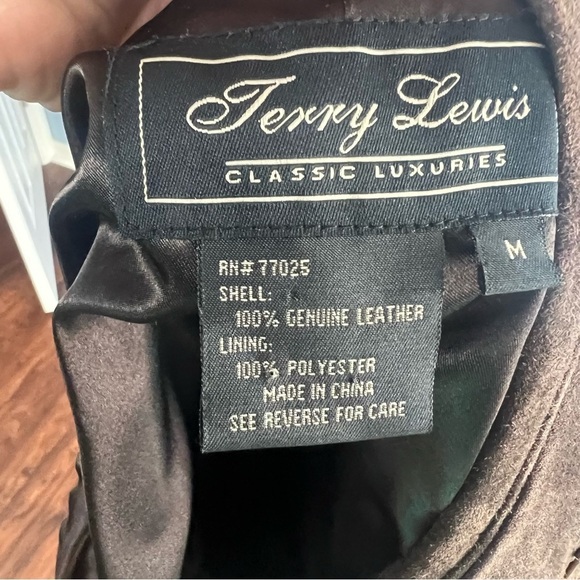 Terry Lewis
CLASSIC LUXURIES
M
RN# 77025
SHELL:
100% GENUINE LEATHER
LINING:
100% POLYESTER
MADE IN CHINA
SEE REVERSE FOR CARE